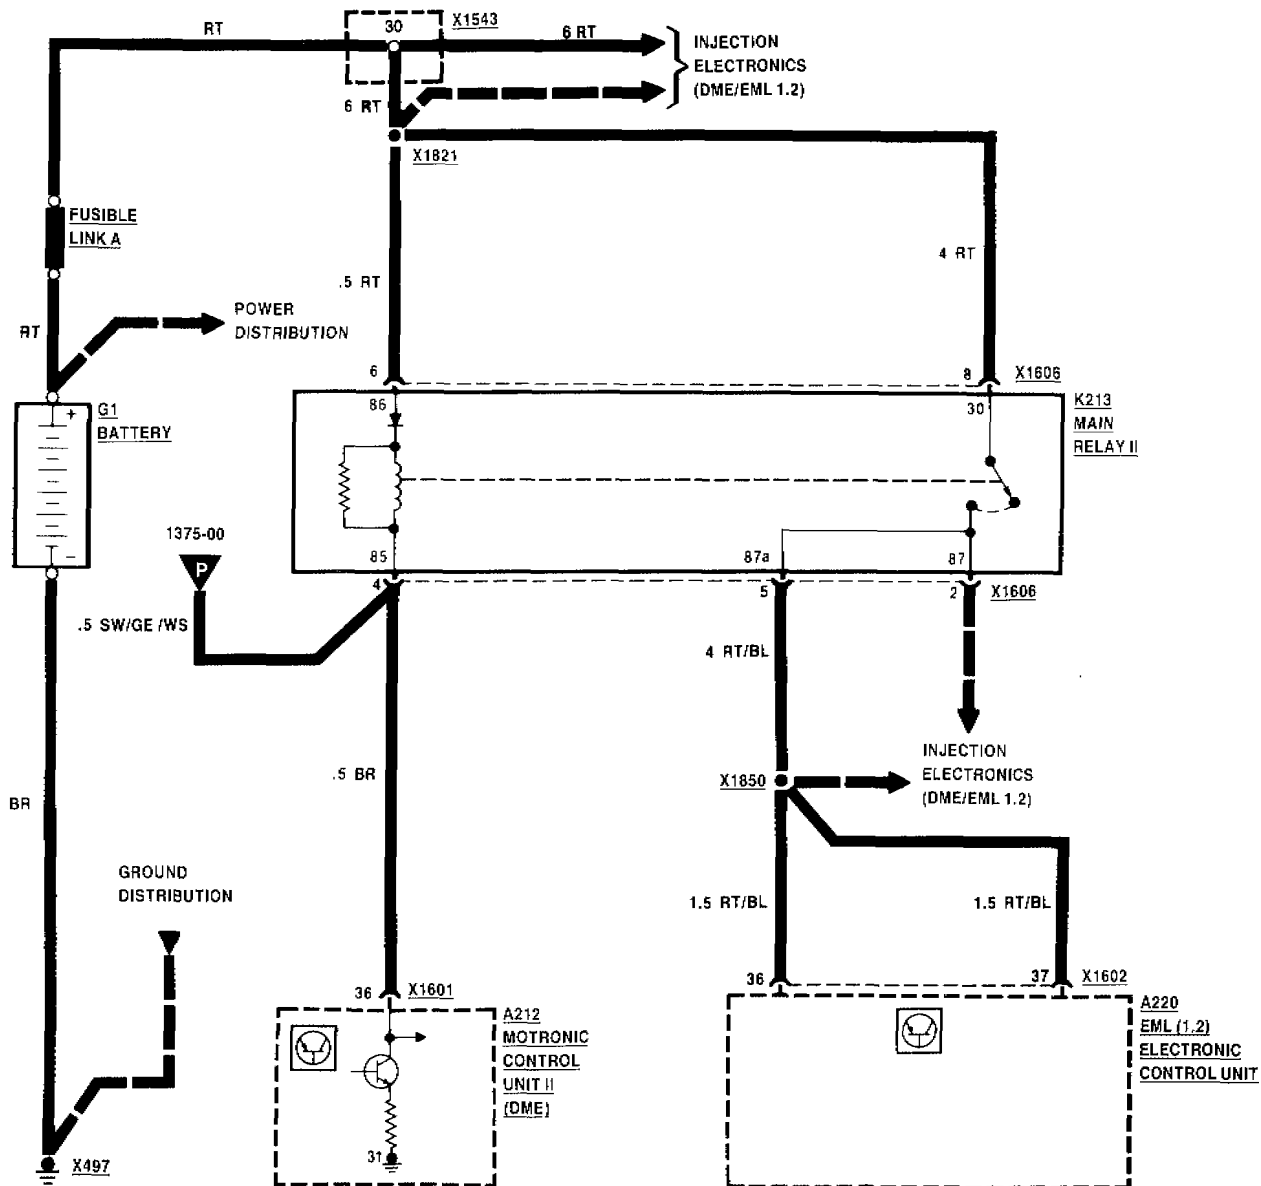 RT
30
X1543
6 RT
INJECTION
ELECTRONICS
(DME/EML 1.2)
6 RT
X1821
FUSIBLE
LINK A
4 RT
.5 RT
POWER
DISTRIBUTION
RT
6
8
X1606
86
30
K213
MAIN
RELAY II
+
G1
BATTERY
1375-00
P
–
85
87a
87
4
5
2
X1606
.5 SW/GE /WS
4 RT/BL
INJECTION
ELECTRONICS
(DME/EML 1.2)
.5 BR
X1850
BR
GROUND
DISTRIBUTION
1.5 RT/BL
1.5 RT/BL
36
X1601
36
37
X1602
A212
MOTRONIC
CONTROL
UNIT II
(DME)
A220
EML (1.2)
ELECTRONIC
CONTROL UNIT
31
X497